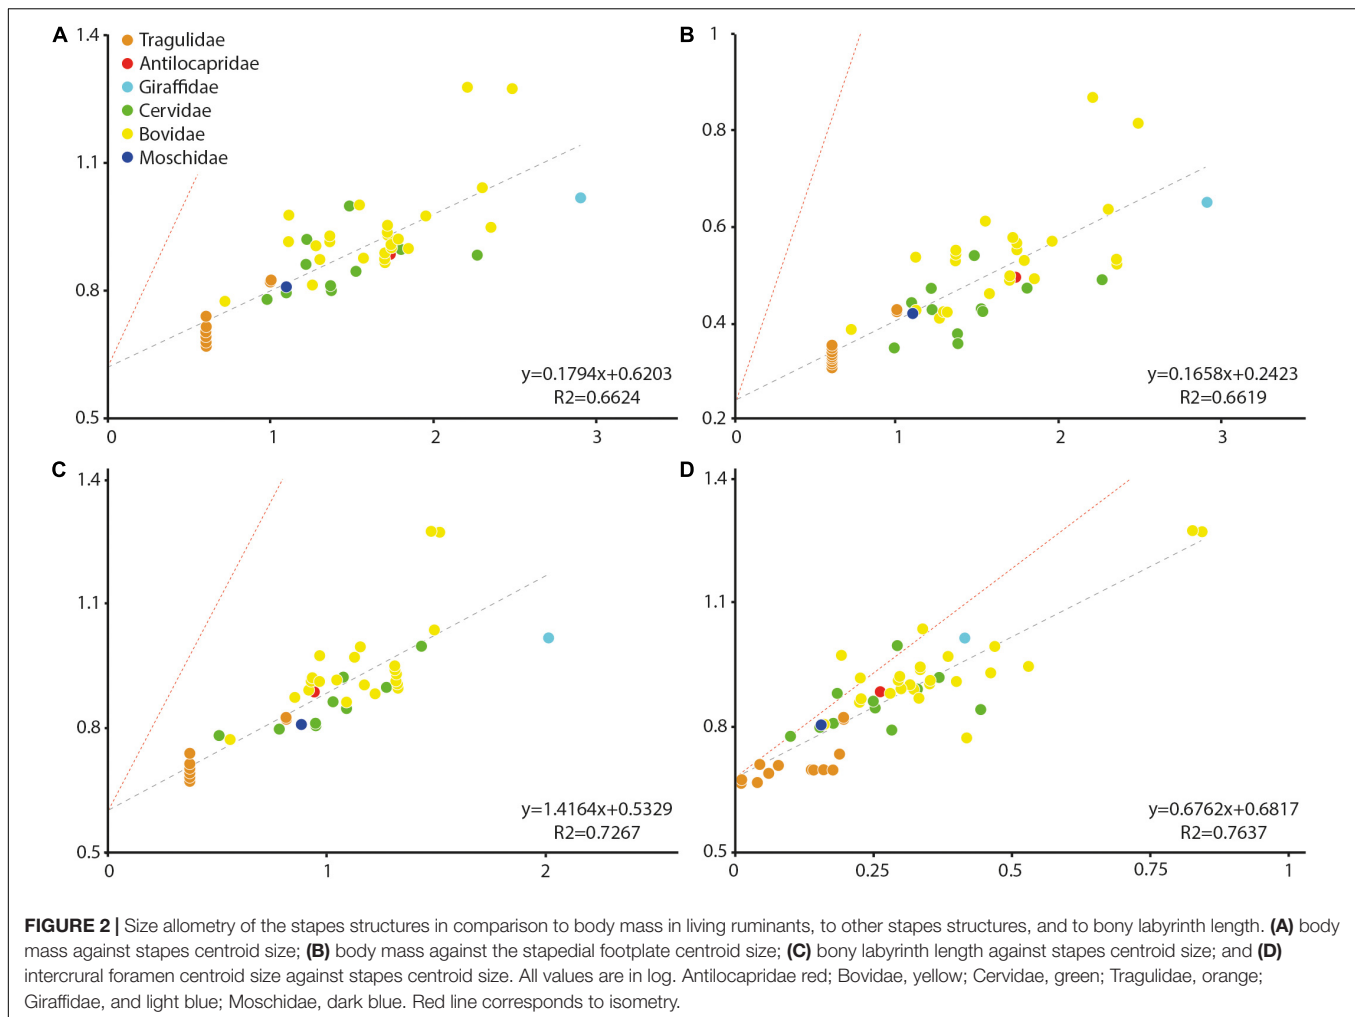 A
1.4
1.1
0.8
0.5
0
1
2
3
Tragulidae
Antilocapridae
Giraffidae
Cervidae
Bovidae
Moschidae
y=0.1794x+0.6203
R2=0.6624
B
1
0.8
0.6
0.4
0.2
0
1
2
3
y=0.1658x+0.2423
R2=0.6619
C
1.4
1.1
0.8
0.5
0
1
2
y=1.4164x+0.5329
R2=0.7267
D
1.4
1.1
0.8
0.5
0
0.25
0.5
0.75
1
y=0.6762x+0.6817
R2=0.7637
FIGURE 2 | Size allometry of the stapes structures in comparison to body mass in living ruminants, to other stapes structures, and to bony labyrinth length. (A) body
mass against stapes centroid size; (B) body mass against the stapedial footplate centroid size; (C) bony labyrinth length against stapes centroid size; and (D)
intercrural foramen centroid size against stapes centroid size. All values are in log. Antilocapridae red; Bovidae, yellow; Cervidae, green; Tragulidae, orange;
Giraffidae, and light blue; Moschidae, dark blue. Red line corresponds to isometry.